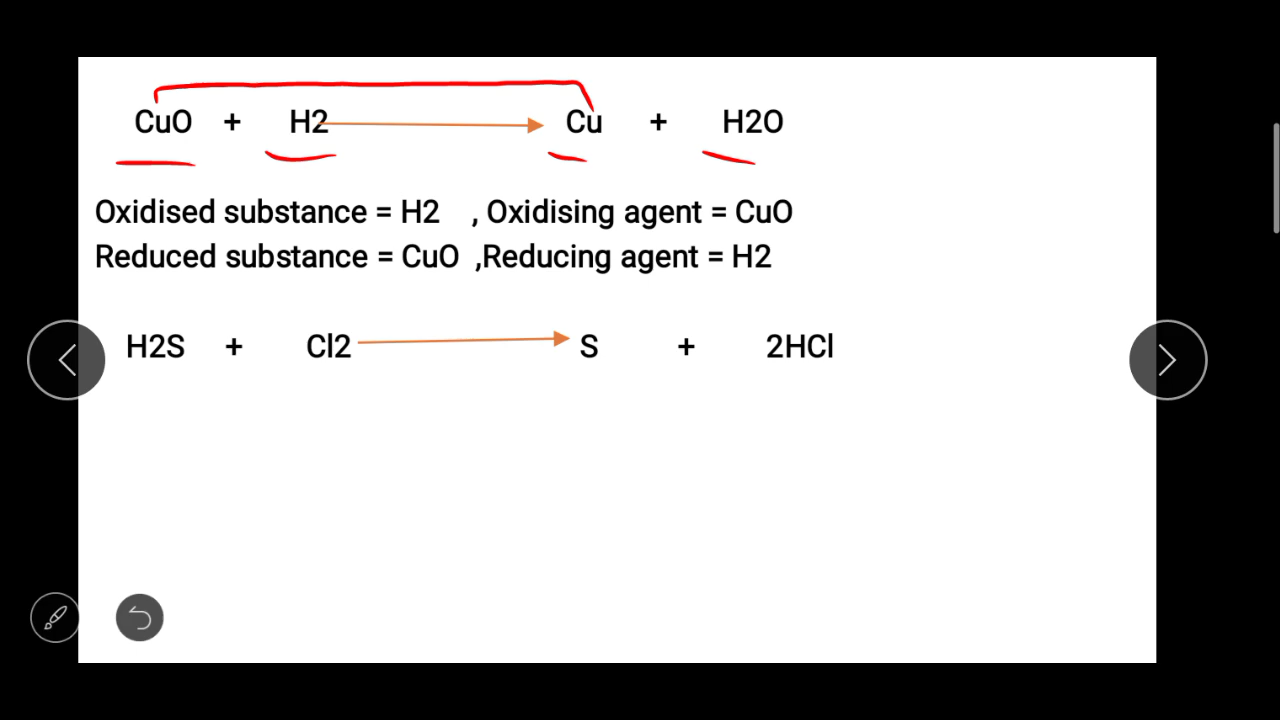 CuO + H2 Cu + H2O
Oxidised substance = H2 , Oxidising agent = CuO
Reduced substance = CuO ,Reducing agent = H2
H2S + Cl2 S + 2HCl